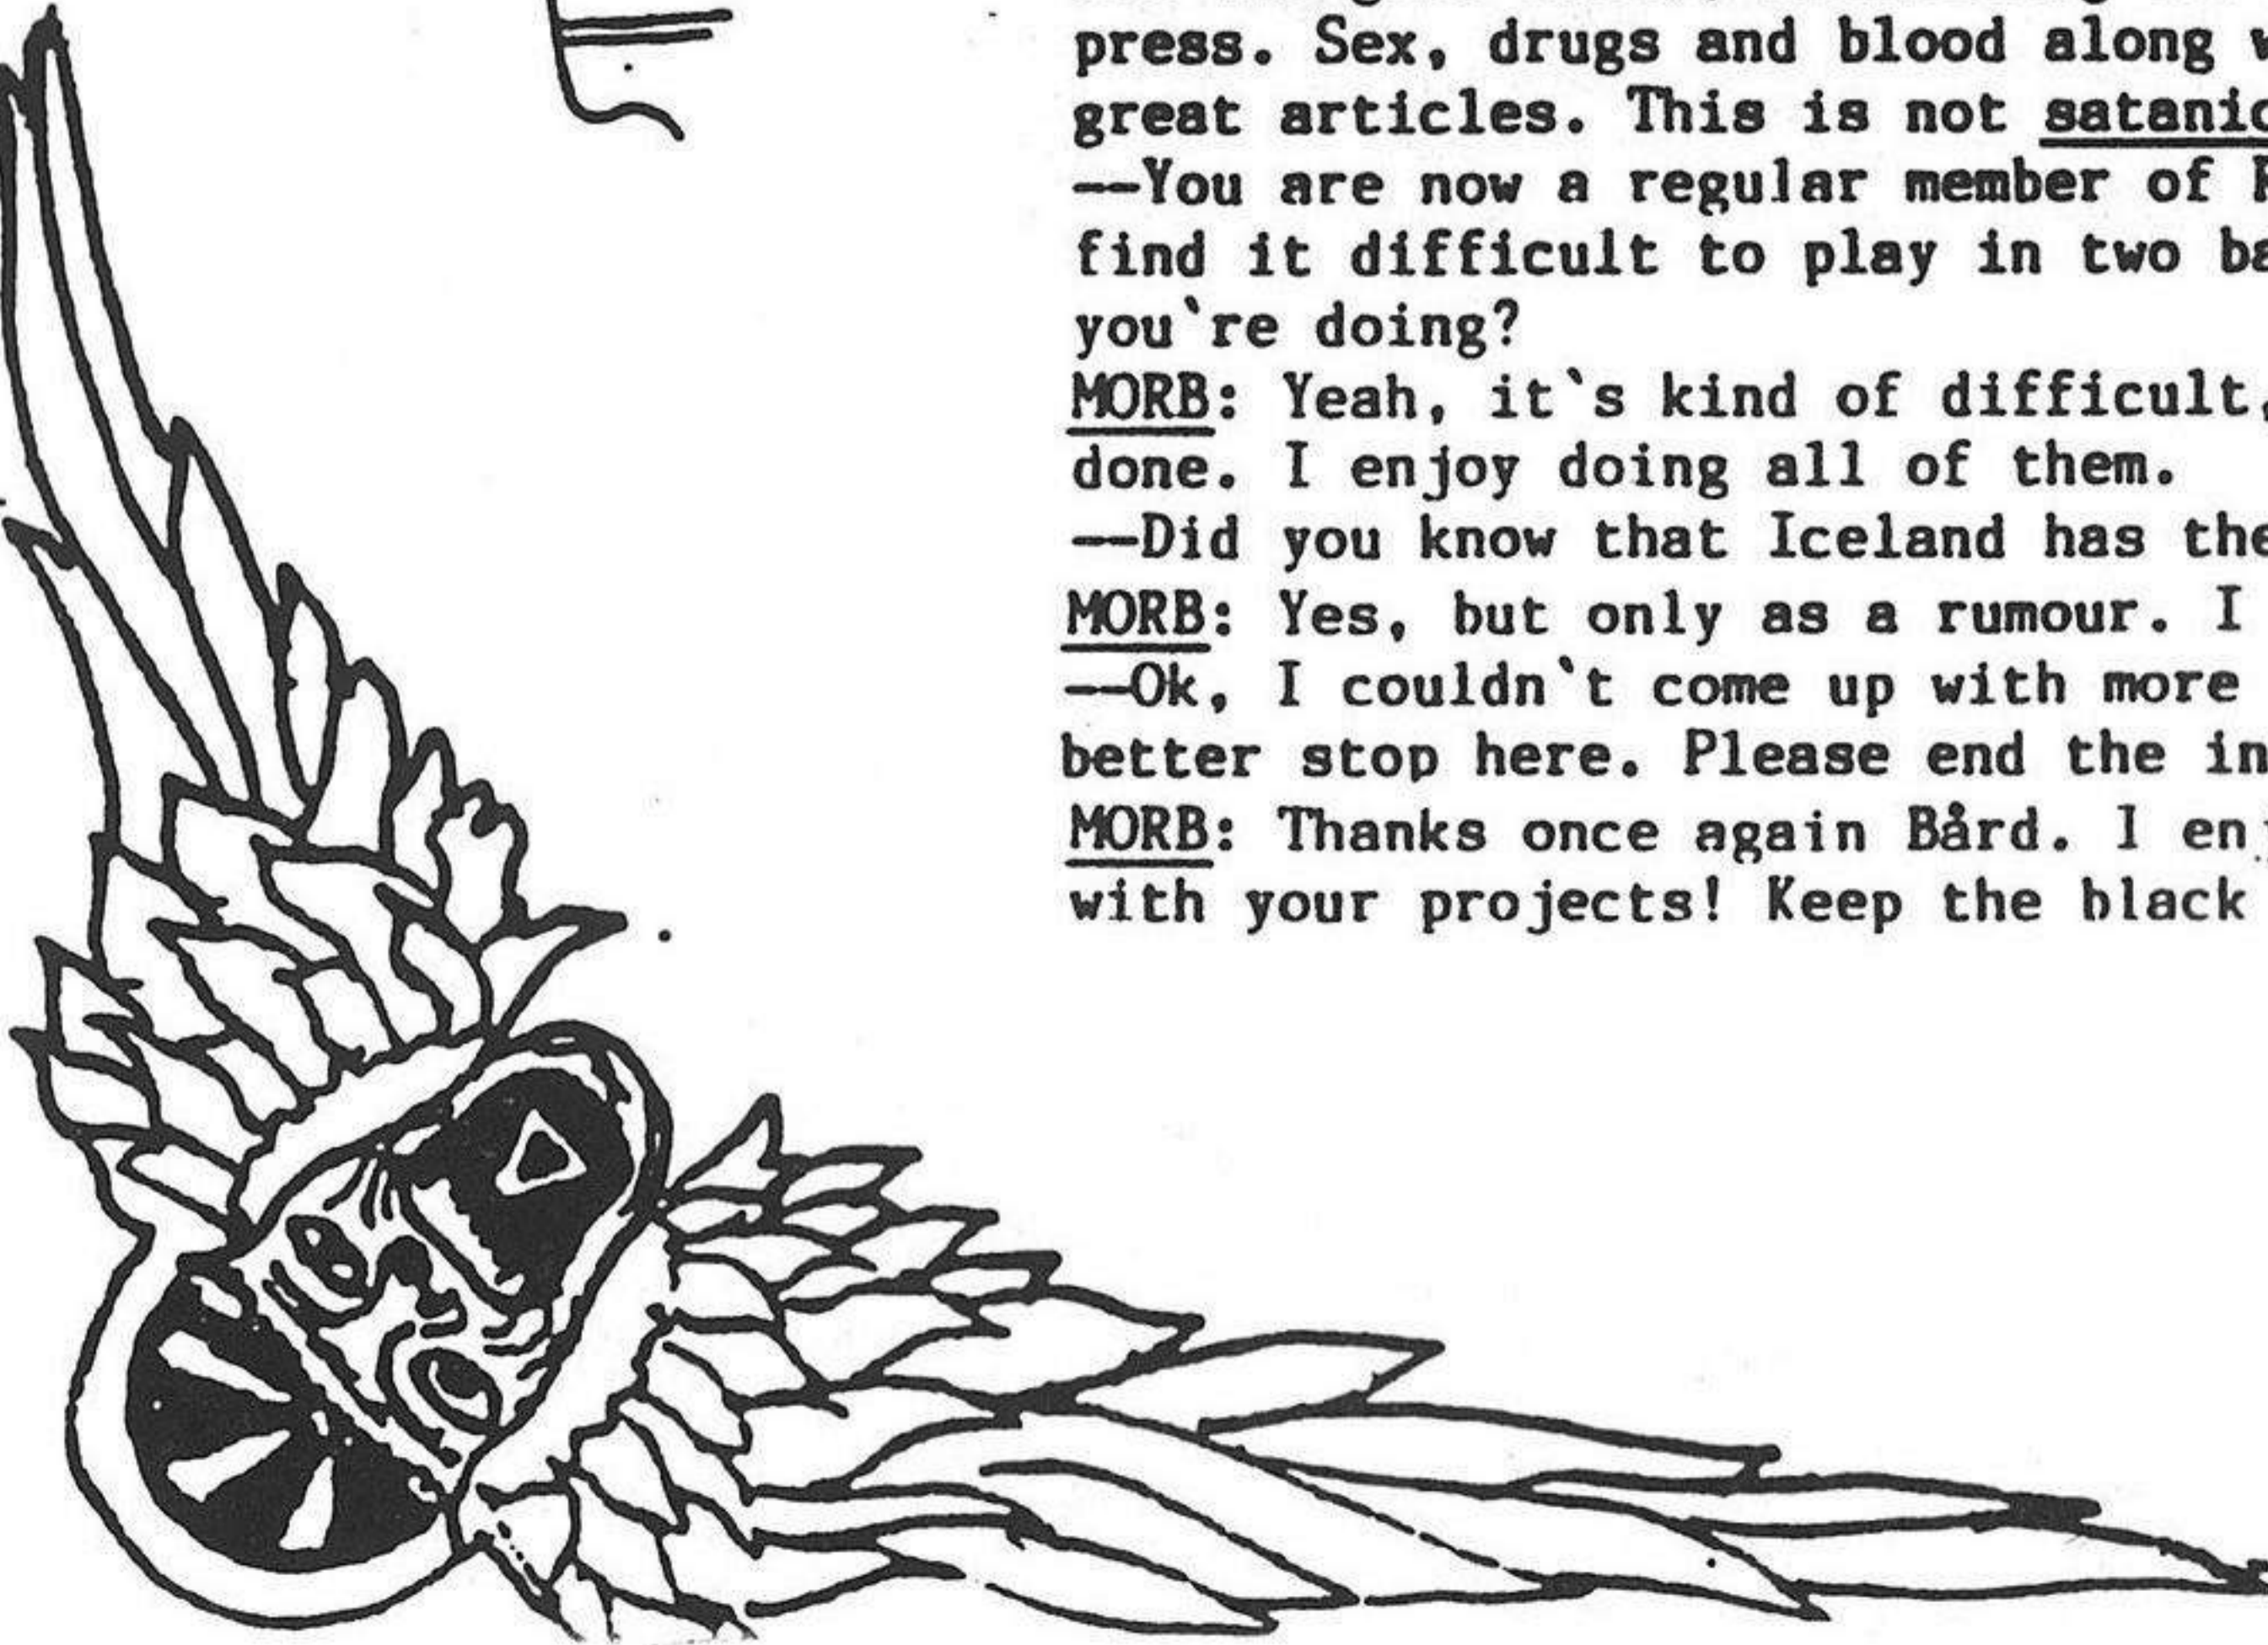 press. Sex, drugs and blood along
great articles. This is not satanic
—You are now a regular member of
find it difficult to play in two
you`re doing?
MORB: Yeah, it`s kind of difficult,
done. I enjoy doing all of them.
—Did you know that Iceland has the
MORB: Yes, but only as a rumour. I
—Ok, I couldn`t come up with more
better stop here. Please end the
MORB: Thanks once again Bård. I
with your projects! Keep the black